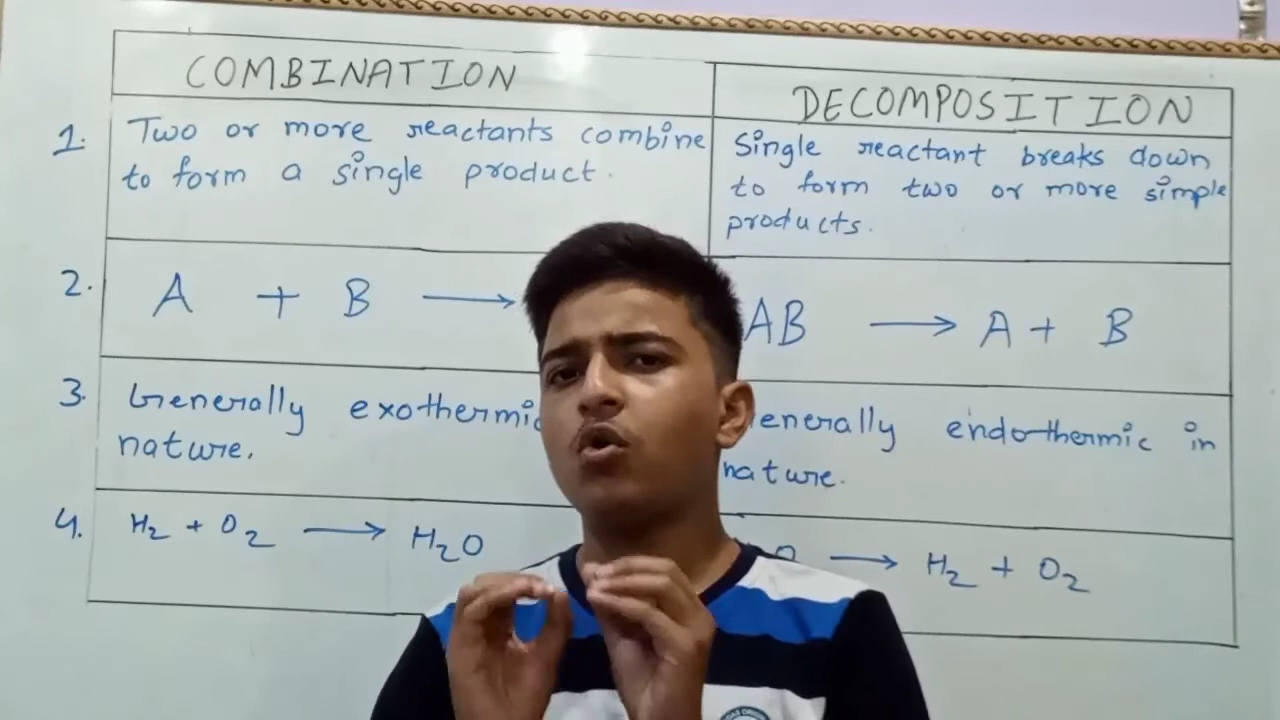 COMBINATION
DECOMPOSITION
1.
Two or more reactants combine
to form a single product.
Single reactant breaks down
to form two or more simple
products.
2.
A + B ⟶
AB ⟶ A + B
3.
Generally exothermic
nature.
enerally endothermic in
nature.
4.
H₂ + O₂ ⟶ H₂O
O ⟶ H₂ + O₂